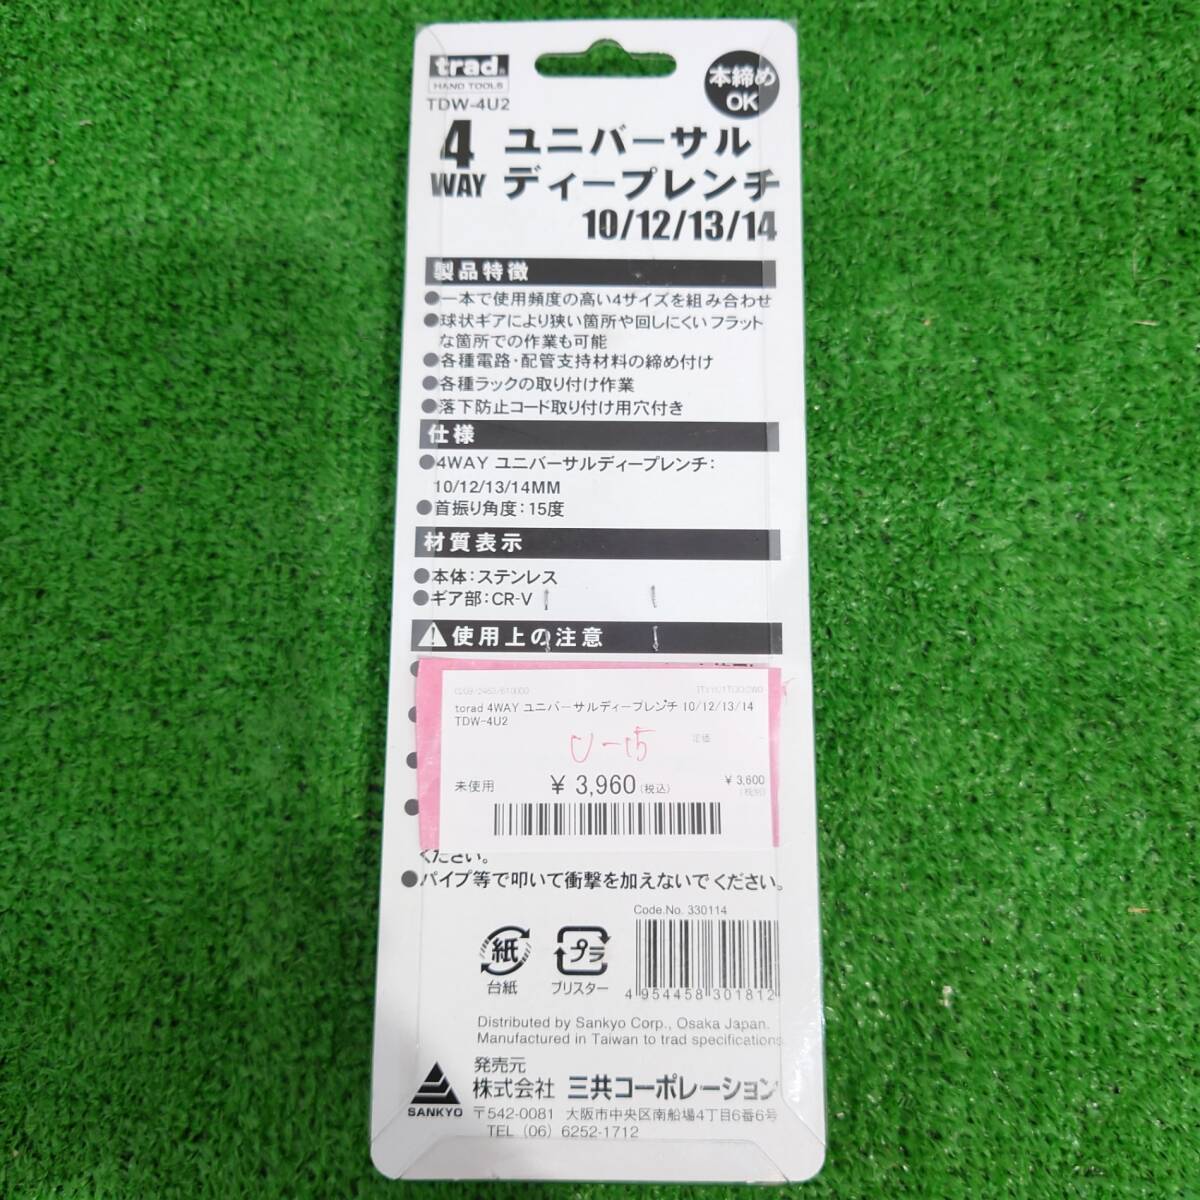 trad.
HAND TOOLS
TDW-4U2
本締め
OK
4
WAY
ユニバーサル
ディープレンチ
10/12/13/14
製品特徴
●一本で使用頻度の高い4サイズを組み合わせ
●球状ギアにより狭い箇所や回しにくいフラット
な箇所での作業も可能
●各種電路・配管支持材料の締め付け
●各種ラックの取り付け作業
●落下防止コード取り付け用穴付き
仕様
●4WAY ユニバーサルディープレンチ:
10/12/13/14MM
●首振り角度:15度
材質表示
●本体:ステンレス
●ギア部:CR-V
使用上の注意
torad 4WAY ユニバーサルディープレンチ 10/12/13/14
TDW-4U2
U-15
定価
未使用
¥ 3,960(税込)
¥ 3,600
(税別)
ください。
●パイプ等で叩いて衝撃を加えないでください。
Code.No. 330114
紙
台紙
プラ
ブリスター
4 954458 301812
Distributed by Sankyo Corp., Osaka Japan.
Manufactured in Taiwan to trad specifications.
発売元
株式会社 三共コーポレーション
SANKYO
〒542-0081 大阪市中央区南船場4丁目6番6号
TEL (06) 6252-1712